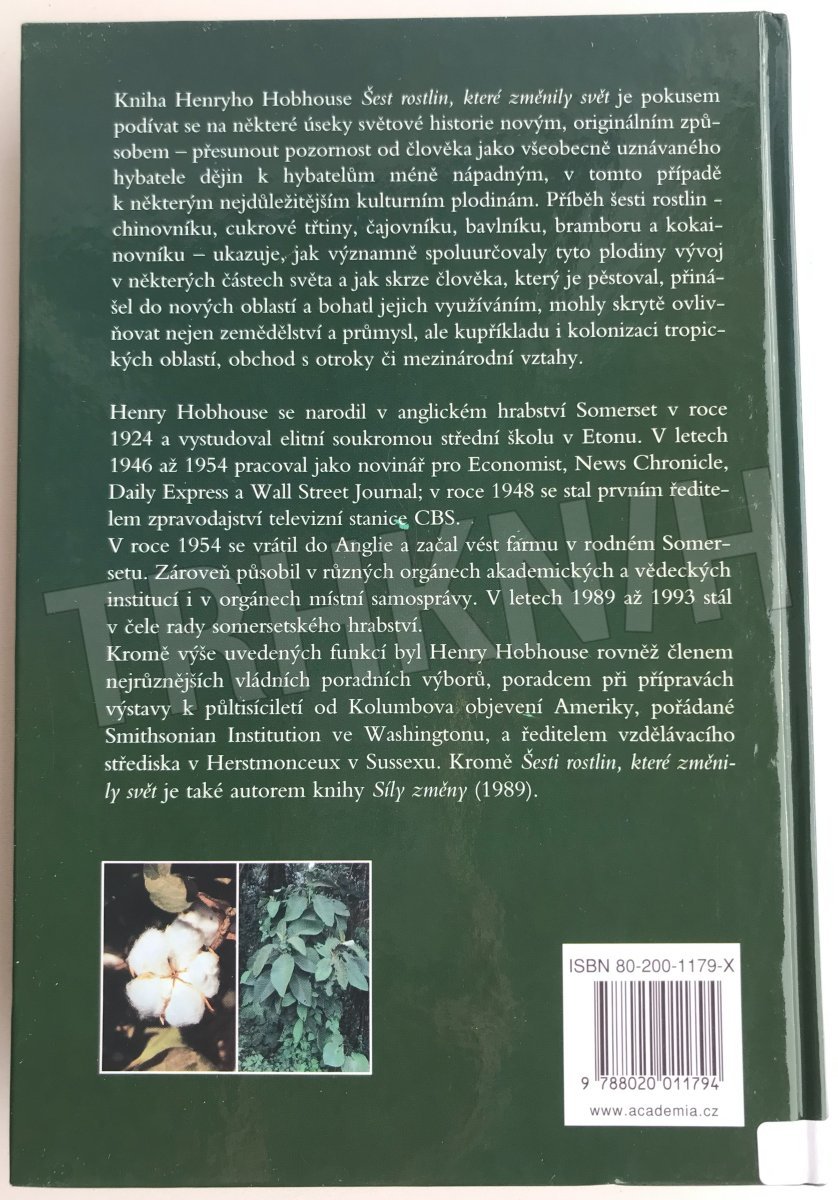 Kniha Henryho Hobhouse Šest rostlin, které změnily svět je pokusem
podívat se na některé úseky světové historie novým, originálním způ-
sobem – přesunout pozornost od člověka jako všeobecně uznávaného
hybatele dějin k hybatelům méně nápadným, v tomto případě
k některým nejdůležitějším kulturním plodinám. Příběh šesti rostlin -
chinovníku, cukrové třtiny, čajovníku, bavlníku, bramboru a kokai-
novníku – ukazuje, jak významně spoluurčovaly tyto plodiny vývoj
v některých částech světa a jak skrze člověka, který je pěstoval, přiná-
šel do nových oblastí a bohatl jejich využíváním, mohly skrytě ovliv-
ňovat nejen zemědělství a průmysl, ale kupříkladu i kolonizaci tropic-
kých oblastí, obchod s otroky či mezinárodní vztahy.
Henry Hobhouse se narodil v anglickém hrabství Somerset v roce
1924 a vystudoval elitní soukromou střední školu v Etonu. V letech
1946 až 1954 pracoval jako novinář pro Economist, News Chronicle,
Daily Express a Wall Street Journal; v roce 1948 se stal prvním ředite-
lem zpravodajství televizní stanice CBS.
V roce 1954 se vrátil do Anglie a začal vést farmu v rodném Somer-
setu. Zároveň působil v různých orgánech akademických a vědeckých
institucí i v orgánech místní samosprávy. V letech 1989 až 1993 stál
v čele rady somersetského hrabství.
Kromě výše uvedených funkcí byl Henry Hobhouse rovněž členem
nejrůznějších vládních poradních výborů, poradcem při přípravách
výstavy k půltisíciletí od Kolumbova objevení Ameriky, pořádané
Smithsonian Institution ve Washingtonu, a ředitelem vzdělávacího
střediska v Herstmonceux v Sussexu. Kromě Šesti rostlin, které změni-
ly svět je také autorem knihy Síly změny (1989).
TRHKNIH
ISBN 80-200-1179-X
9 788020 011794
www.academia.cz